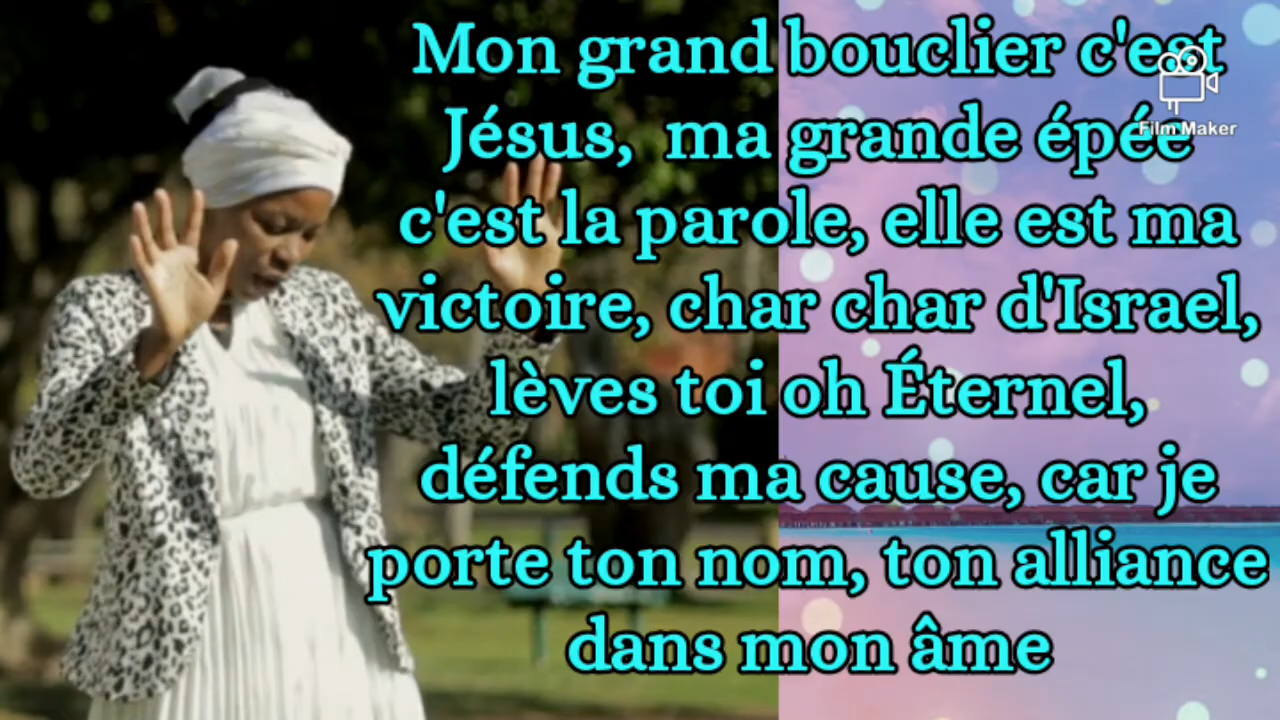 Mon grand bouclier c'est
Jésus, ma grande épée
c'est la parole, elle est ma
victoire, char char d'Israel,
lèves toi oh Éternel,
défends ma cause, car je
porte ton nom, ton alliance
dans mon âme
Film Maker